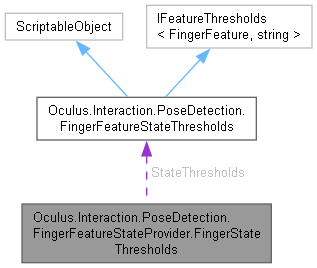 ScriptableObject
IFeatureThresholds
< FingerFeature, string >
Oculus.Interaction.PoseDetection.
FingerFeatureStateThresholds
StateThresholds
Oculus.Interaction.PoseDetection.
FingerFeatureStateProvider.FingerState
Thresholds